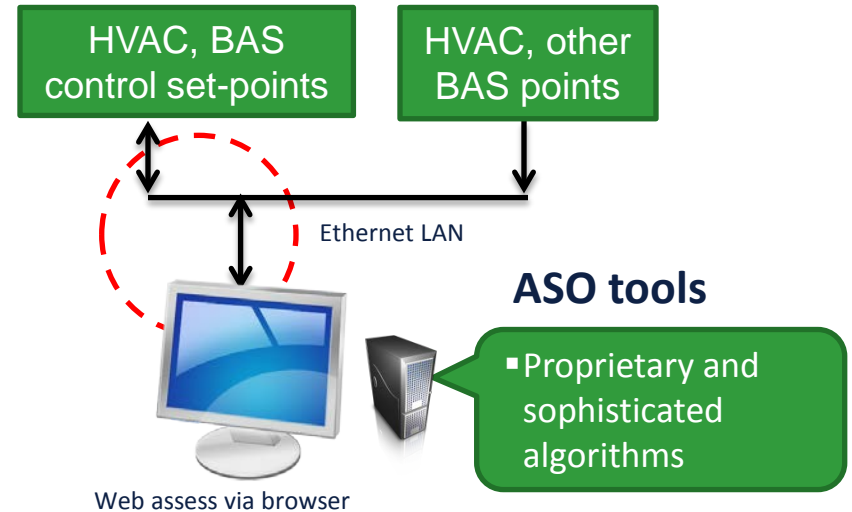 HVAC, BAS
control set-points
HVAC, other
BAS points
Ethernet LAN
ASO tools
▪Proprietary and
sophisticated
algorithms
Web assess via browser